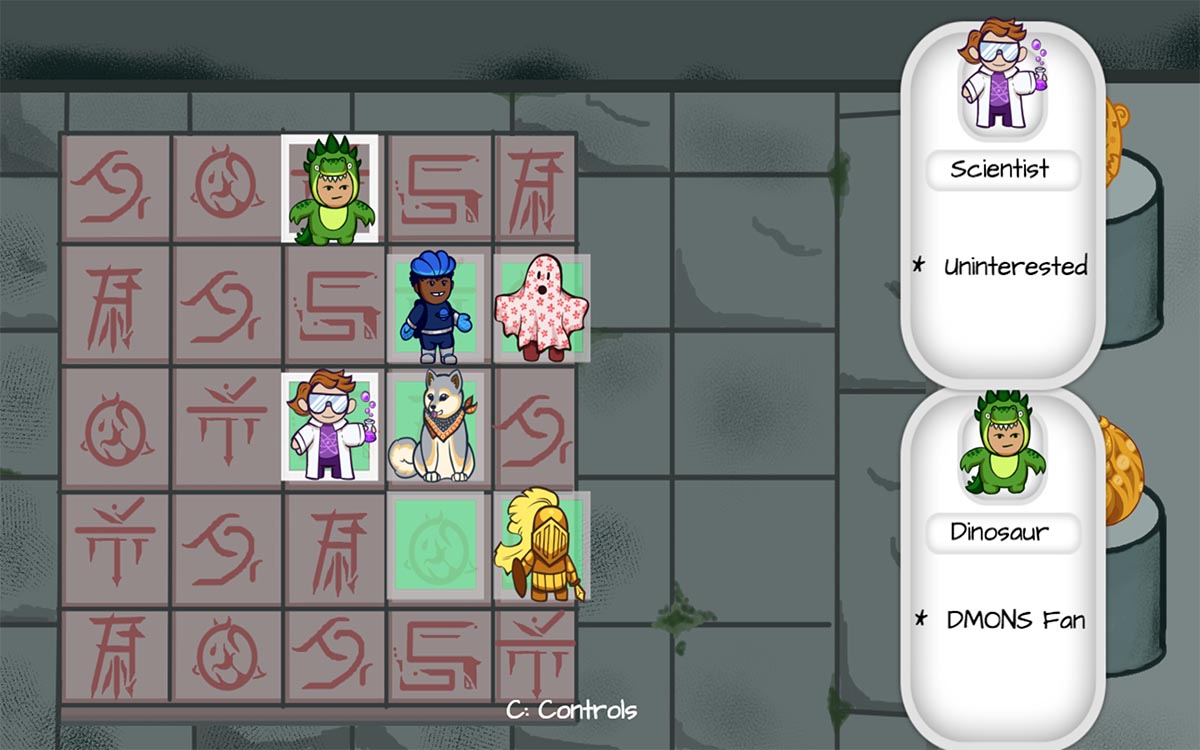 Scientist
* Uninterested
Dinosaur
* DMONS Fan
C: Controls